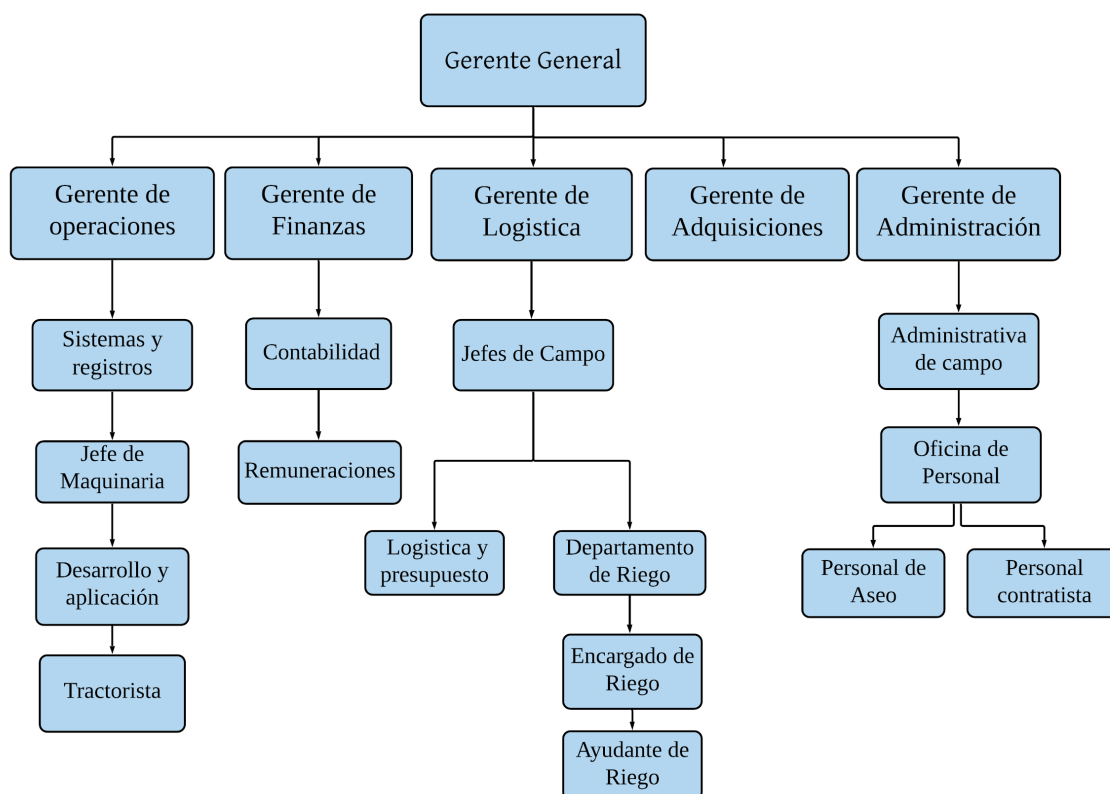 Gerente General
Gerente de
operaciones
Gerente de
Finanzas
Gerente de
Logistica
Gerente de
Adquisiciones
Gerente de
Administración
Sistemas y
registros
Contabilidad
Jefes de Campo
Administrativa
de campo
Jefe de
Maquinaria
Remuneraciones
Oficina de
Personal
Desarrollo y
aplicación
Logistica y
presupuesto
Departamento
de Riego
Personal de
Aseo
Personal
contratista
Tractorista
Encargado de
Riego
Ayudante de
Riego